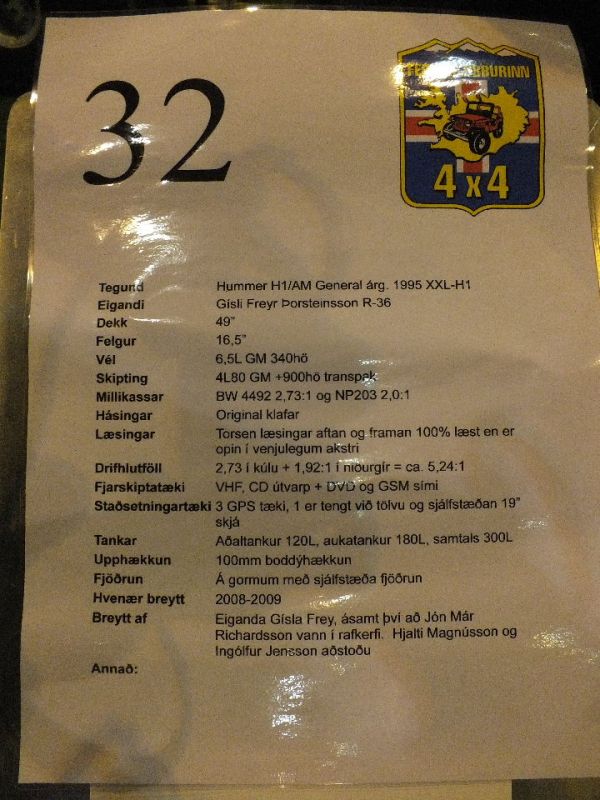 32
4x4
Tegund Hummer H1/AM General árg. 1995 XXL-H1
Eigandi Gísli Freyr Þorsteinsson R-36
Dekk 49"
Felgur 16,5"
Vél 6,5L GM 340hö
Skipting 4L80 GM +900hö transpak
Millikassar BW 4492 2,73:1 og NP203 2,0:1
Hásingar Original klafar
Læsingar Torsen læsingar aftan og framan 100% læst en er
opin í venjulegum akstri
Drifhlutföll 2,73 í kúlu + 1,92:1 í niðurgír = ca. 5,24:1
Fjarskiptatæki VHF, CD útvarp + DVD og GSM sími
Staðsetningartæki 3 GPS tæki, 1 er tengt við tölvu og sjálfstæðan 19"
skjá
Tankar Aðaltankur 120L, aukatankur 180L, samtals 300L
Upphækkun 100mm boddýhækkun
Fjöðrun Á gormum með sjálfstæða fjöðrun
Hvenær breytt 2008-2009
Breytt af Eiganda Gísla Frey, ásamt því að Jón Már
Richardsson vann í rafkerfi. Hjalti Magnússon og
Ingólfur Jensson aðstoðu
Annað: